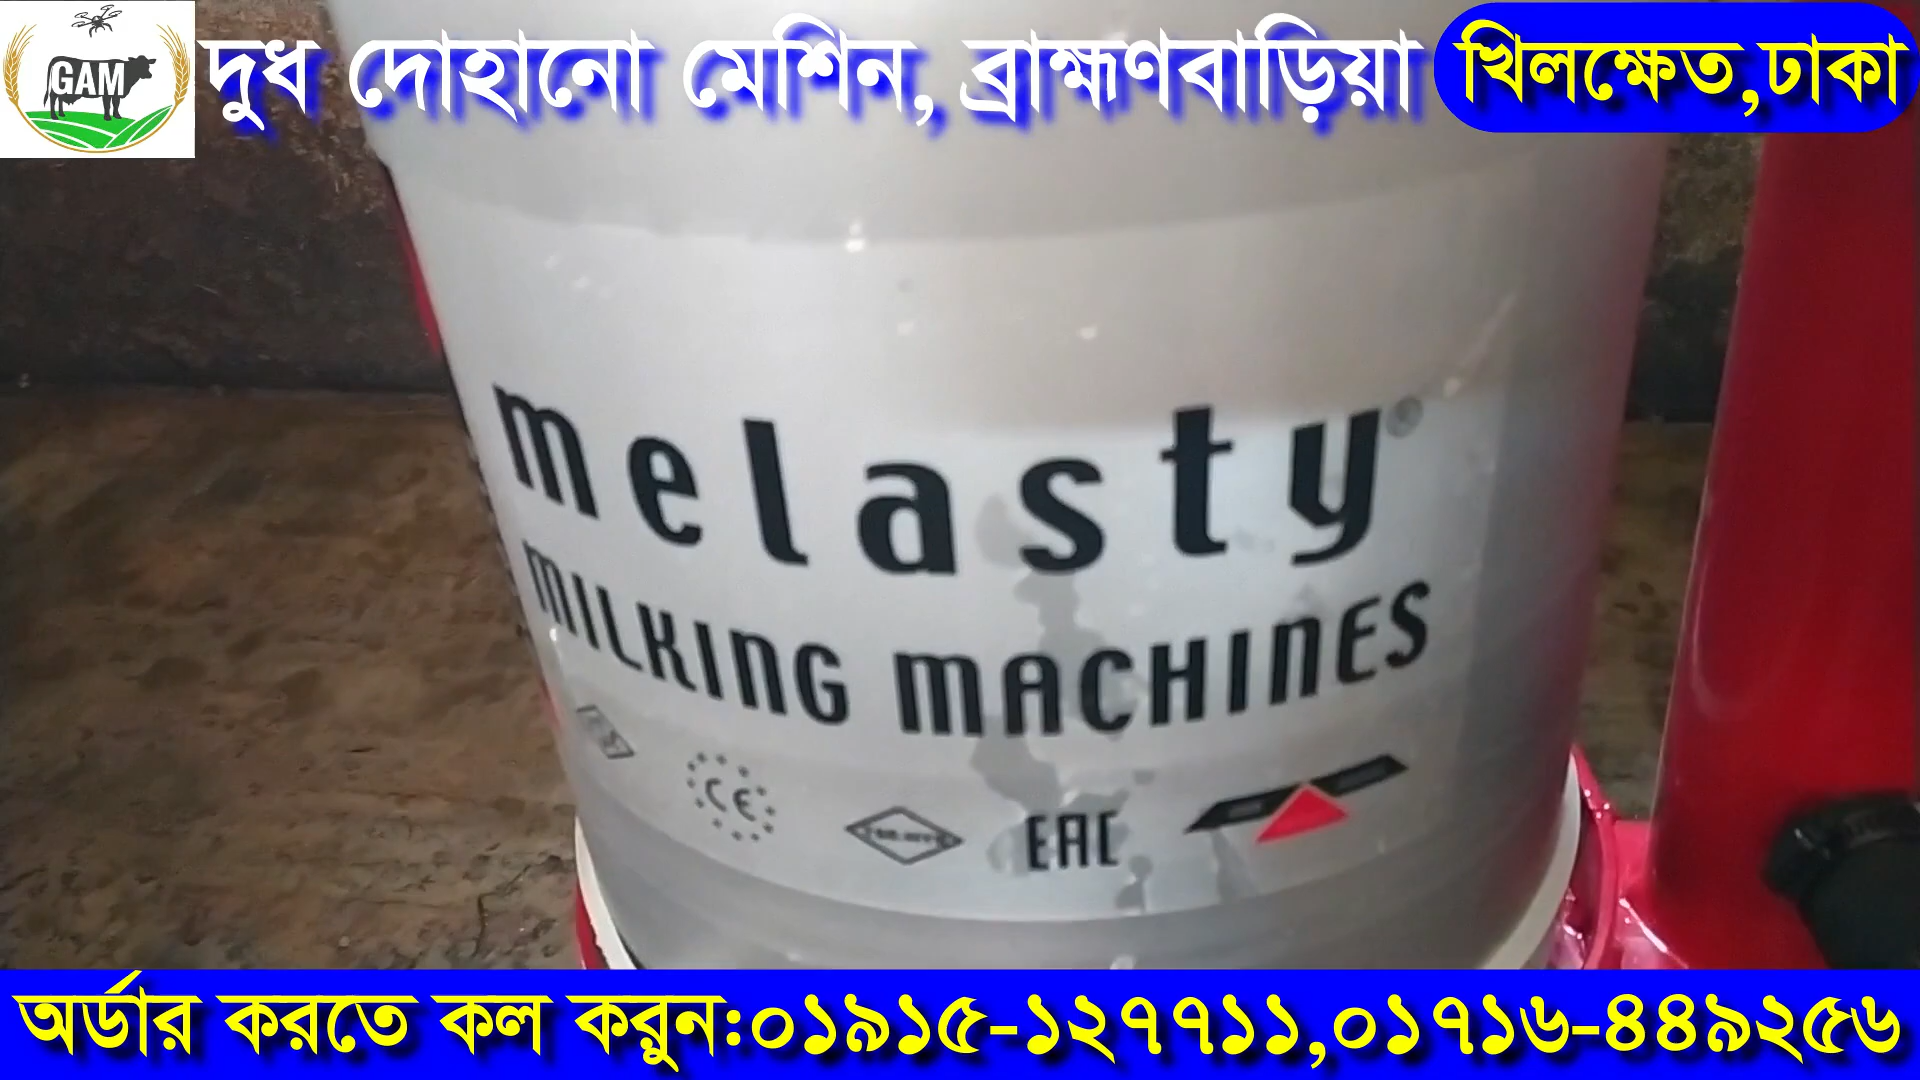 GAM
দুধ দোহানো মেশিন, ব্রাহ্মণবাড়িয়া
খিলক্ষেত,ঢাকা
melasty®
MILKING MACHINES
CE
EAC
অর্ডার করতে কল করুন:০১৯১৫-১২৭৭১১,০১৭১৬-৪৪৯২৫৬